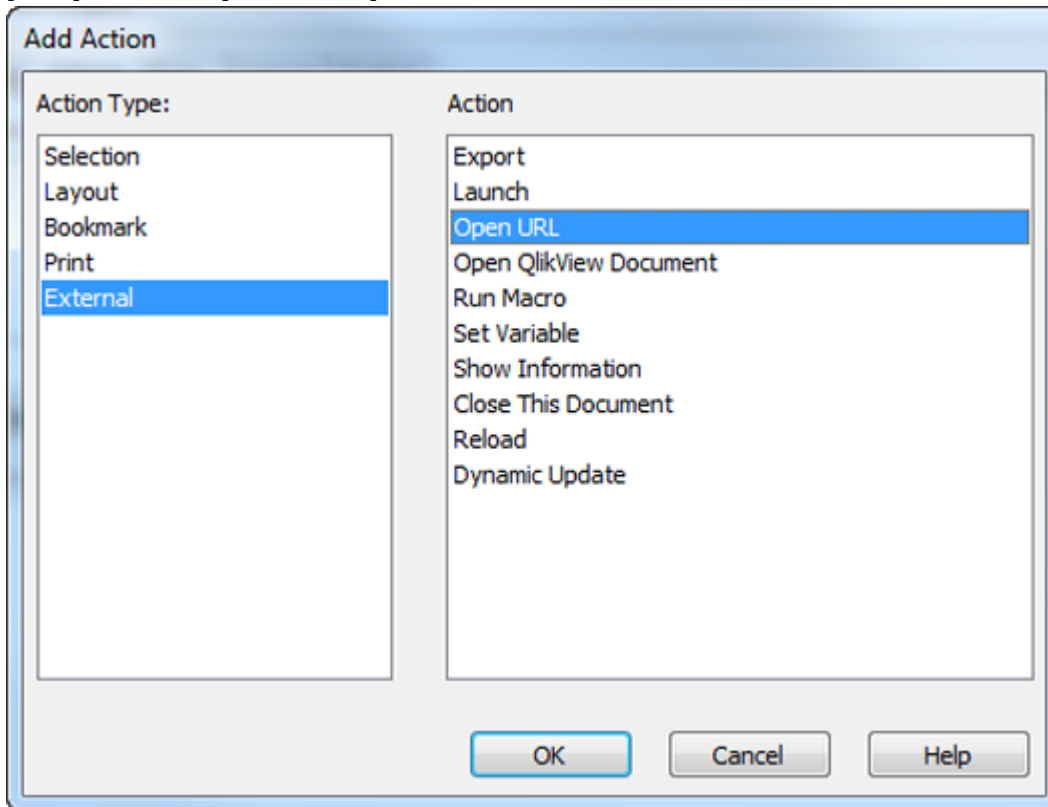 Add Action
Action Type:
Selection
Layout
Bookmark
Print
External
Action
Export
Launch
Open URL
Open QlikView Document
Run Macro
Set Variable
Show Information
Close This Document
Reload
Dynamic Update
OK
Cancel
Help